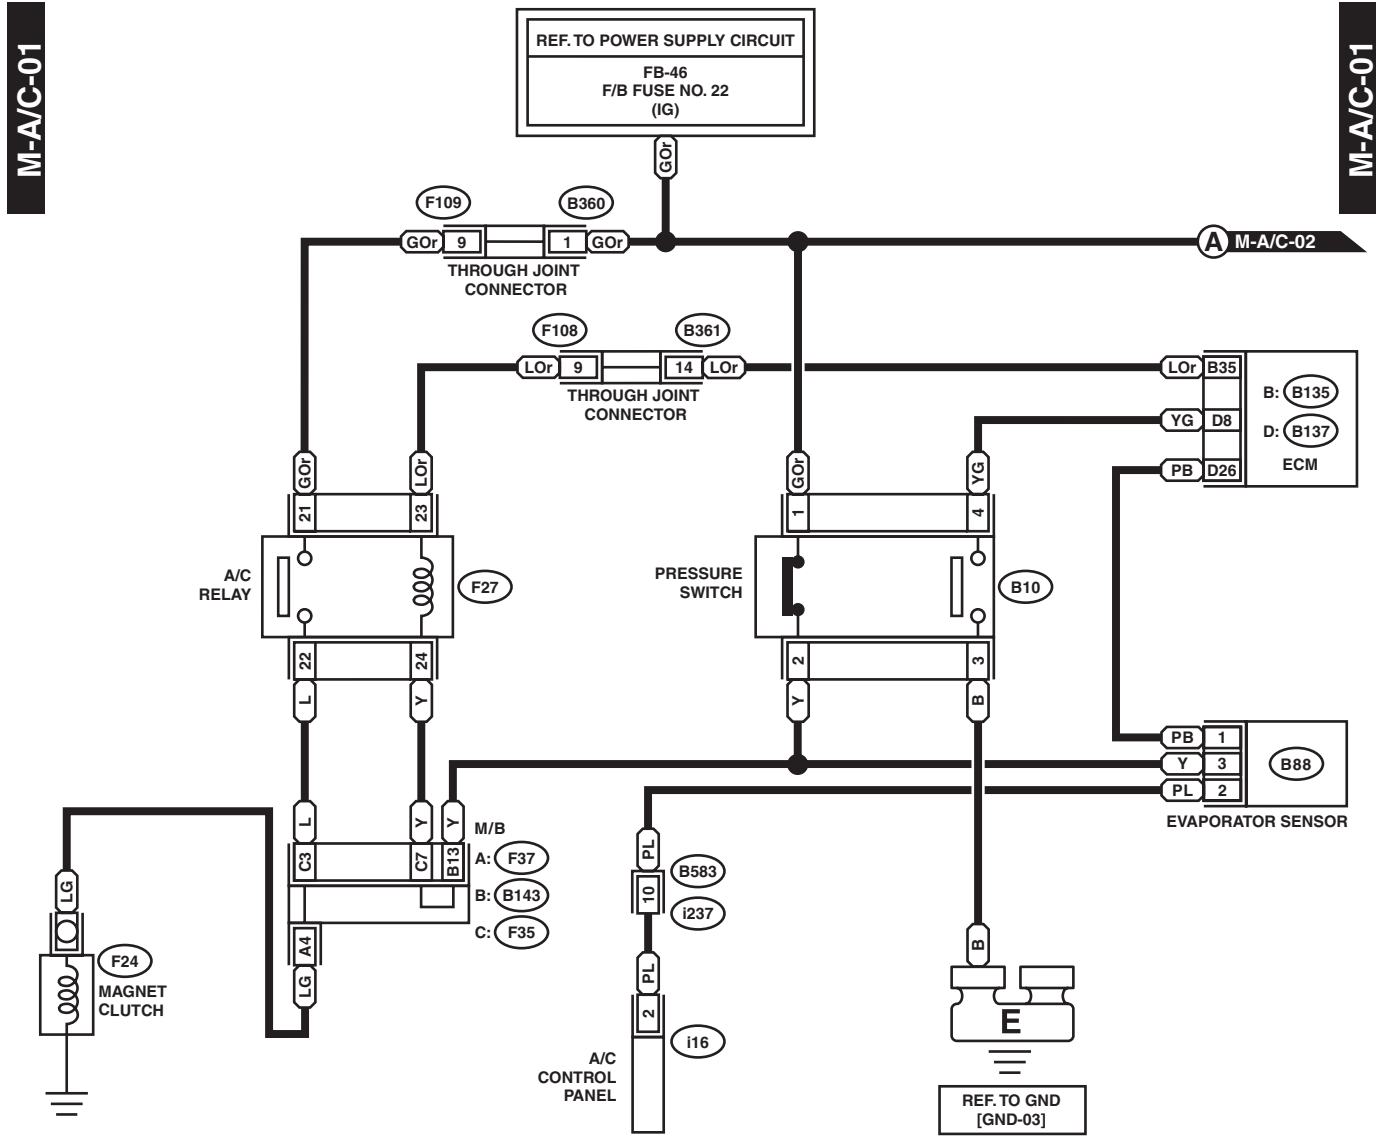 M-A/C-01
M-A/C-01
REF. TO POWER SUPPLY CIRCUIT
FB-46
F/B FUSE NO. 22
(IG)
GOr
F109
B360
GOr
9
1
GOr
THROUGH JOINT
CONNECTOR
A
M-A/C-02
F108
B361
LOr
9
14
LOr
THROUGH JOINT
CONNECTOR
LOr
B35
YG
D8
PB
D26
B:
B135
D:
B137
ECM
GOr
LOr
21
23
A/C
RELAY
F27
22
24
L
Y
GOr
YG
1
4
PRESSURE
SWITCH
B10
2
3
Y
B
PB
1
Y
3
PL
2
B88
EVAPORATOR SENSOR
L
Y
Y
M/B
C3
C7
B13
A:
F37
B:
B143
C:
F35
A4
LG
LG
F24
MAGNET
CLUTCH
PL
10
B583
i237
PL
2
i16
A/C
CONTROL
PANEL
B
E
REF. TO GND
[GND-03]